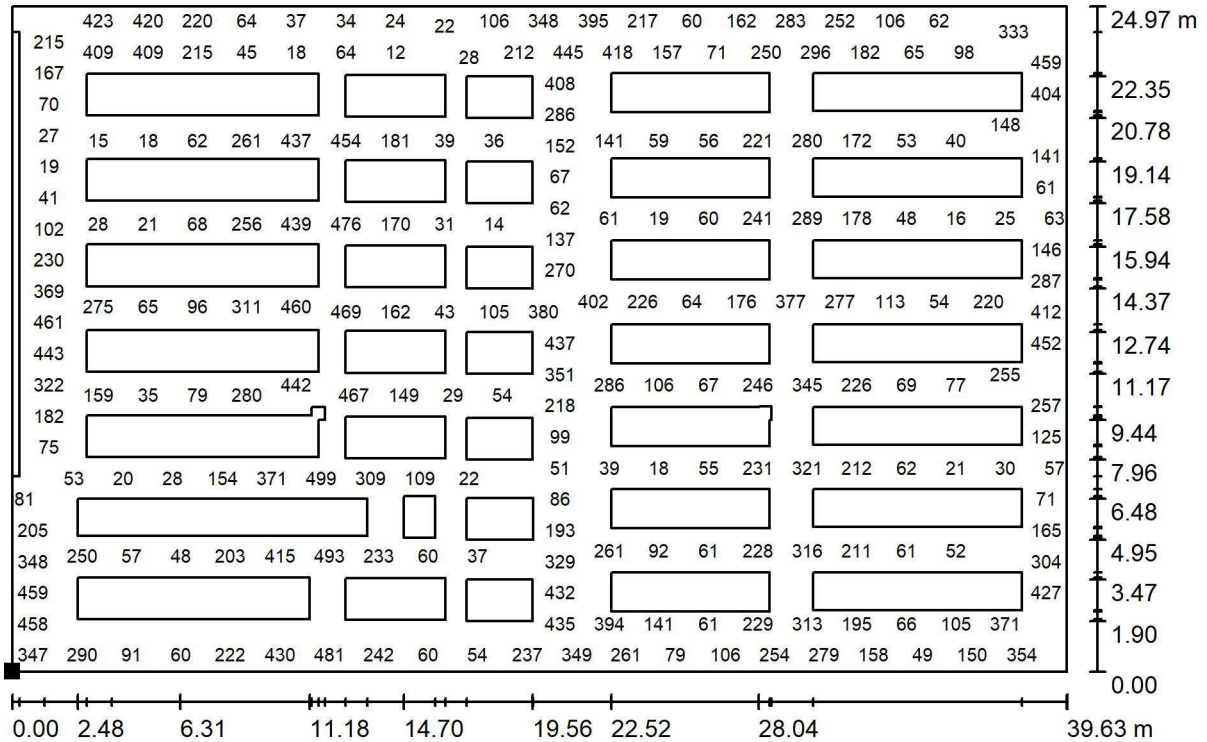 423 420 220 64 37 34 24 22 106 348 395 217 60 162 283 252 106 62 333 24.97 m
215 409 409 215 45 18 64 12 28 212 445 418 157 71 250 296 182 65 98 459
167 408 404 22.35
70 286
27 15 18 62 261 437 454 181 39 36 152 141 59 56 221 280 172 53 40 148 20.78
19 67 141 19.14
41 62 61
102 28 21 68 256 439 476 170 31 14 137 61 19 60 241 289 178 48 16 25 63 17.58
230 270 146 15.94
369 287
275 65 96 311 460 469 162 43 105 380 402 226 64 176 377 277 113 54 220 412 14.37
461 437 452 12.74
443 351
322 159 35 79 280 442 467 149 29 54 218 286 106 67 246 345 226 69 77 255 257 11.17
182 99 125 9.44
75
53 20 28 154 371 499 309 109 22 51 39 18 55 231 321 212 62 21 30 57 7.96
81 86 71 6.48
205 193 165
348 250 57 48 203 415 493 233 60 37 329 261 92 61 228 316 211 61 52 304 4.95
459 432 427 3.47
458 435 394 141 61 229 313 195 66 105 371 1.90
347 290 91 60 222 430 481 242 60 54 237 349 261 79 106 254 279 158 49 150 354 0.00
0.00 2.48 6.31 11.18 14.70 19.56 22.52 28.04 39.63 m